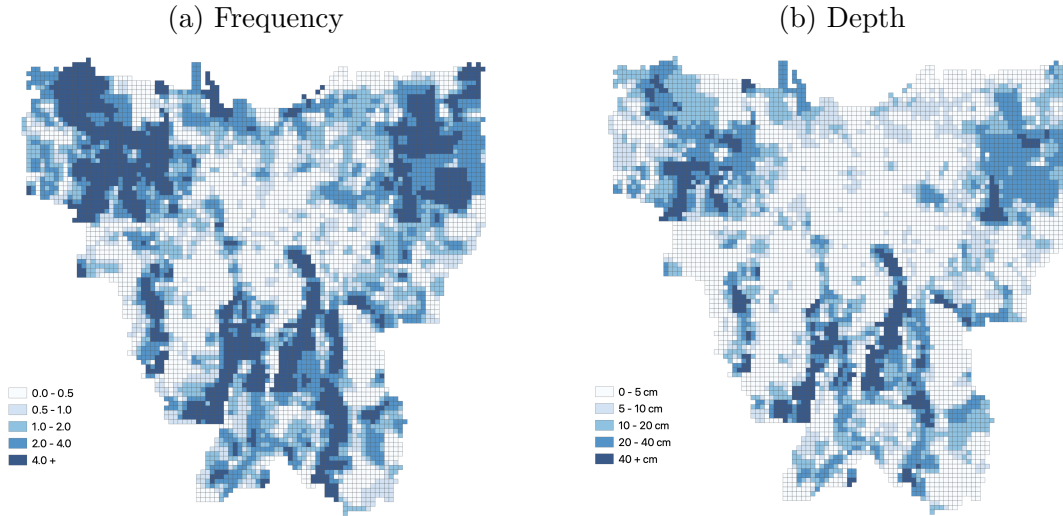 (a) Frequency
(b) Depth
0.0 - 0.5
0.5 - 1.0
1.0 - 2.0
2.0 - 4.0
4.0 +
0 - 5 cm
5 - 10 cm
10 - 20 cm
20 - 40 cm
40 + cm